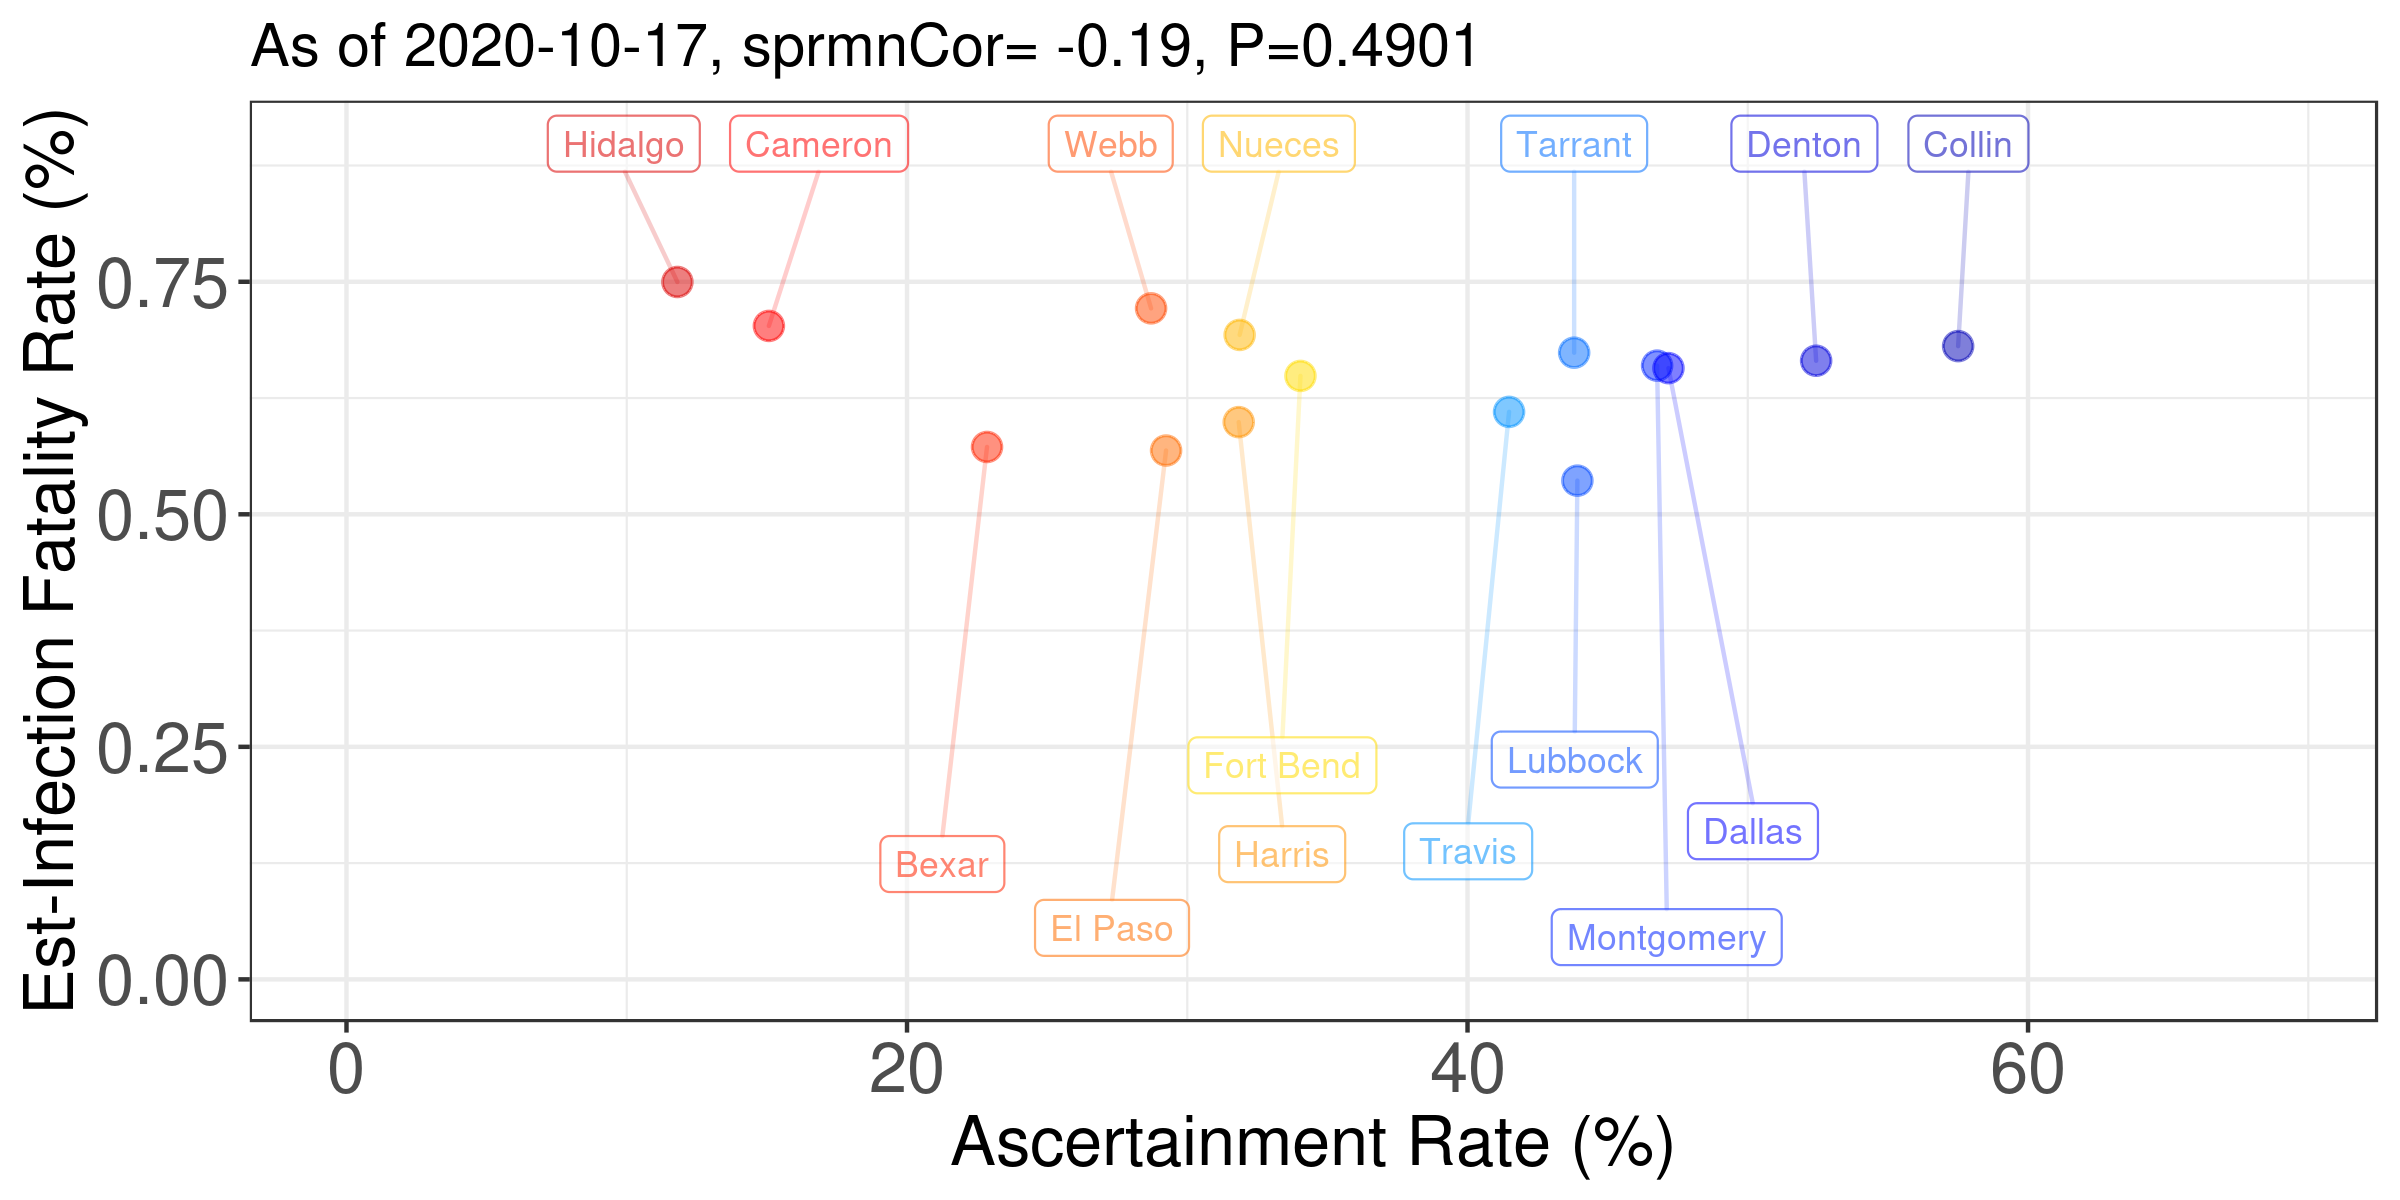 As of 2020-10-17, sprmnCor= -0.19, P=0.4901
Est-Infection Fatality Rate (%)
0.75
0.50
0.25
0.00
Hidalgo
Cameron
Webb
Nueces
Tarrant
Denton
Collin
Fort Bend
Lubbock
Dallas
Bexar
Harris
Travis
El Paso
Montgomery
0
20
40
60
Ascertainment Rate (%)